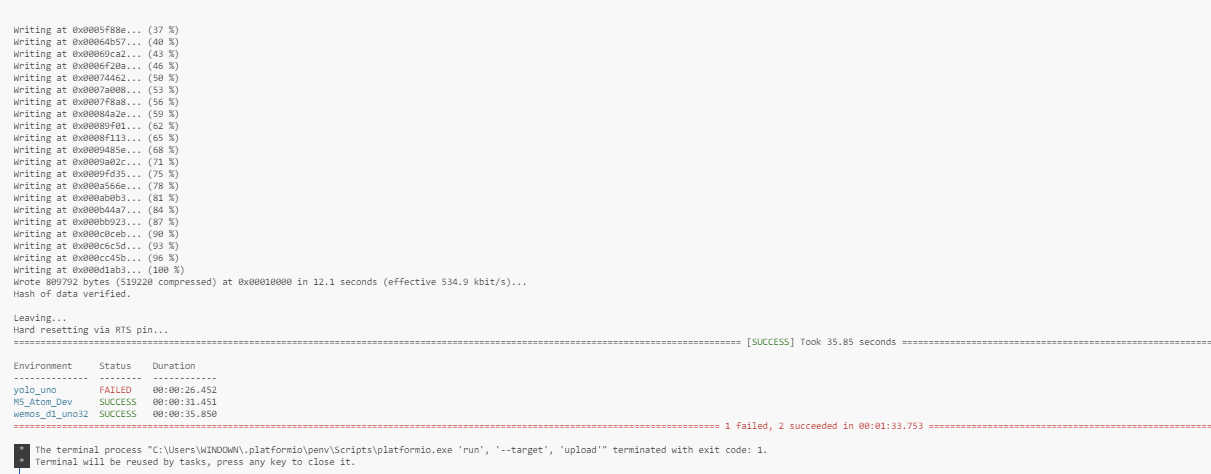 Writing at 0x0005f88e... (37 %)
Writing at 0x00064b57... (40 %)
Writing at 0x00069ca2... (43 %)
Writing at 0x0006f20a... (46 %)
Writing at 0x00074462... (50 %)
Writing at 0x0007a008... (53 %)
Writing at 0x0007f8a8... (56 %)
Writing at 0x00084a2e... (59 %)
Writing at 0x00089f01... (62 %)
Writing at 0x0008f113... (65 %)
Writing at 0x0009485e... (68 %)
Writing at 0x0009a02c... (71 %)
Writing at 0x0009fd35... (75 %)
Writing at 0x000a566e... (78 %)
Writing at 0x000ab0b3... (81 %)
Writing at 0x000b44a7... (84 %)
Writing at 0x000bb923... (87 %)
Writing at 0x000c0ceb... (90 %)
Writing at 0x000c6c5d... (93 %)
Writing at 0x000cc45b... (96 %)
Writing at 0x000d1ab3... (100 %)
Wrote 809792 bytes (519220 compressed) at 0x00010000 in 12.1 seconds (effective 534.9 kbit/s)...
Hash of data verified.
Leaving...
Hard resetting via RTS pin...
[SUCCESS] Took 35.85 seconds
Environment Status Duration
-------------- -------- ------------
yolo_uno FAILED 00:00:26.452
M5_Atom_Dev SUCCESS 00:00:31.451
wemos_d1_uno32 SUCCESS 00:00:35.850
1 failed, 2 succeeded in 00:01:33.753
* The terminal process "C:\Users\WINDOWN\.platformio\penv\Scripts\platformio.exe 'run', '--target', 'upload'" terminated with exit code: 1.
* Terminal will be reused by tasks, press any key to close it.